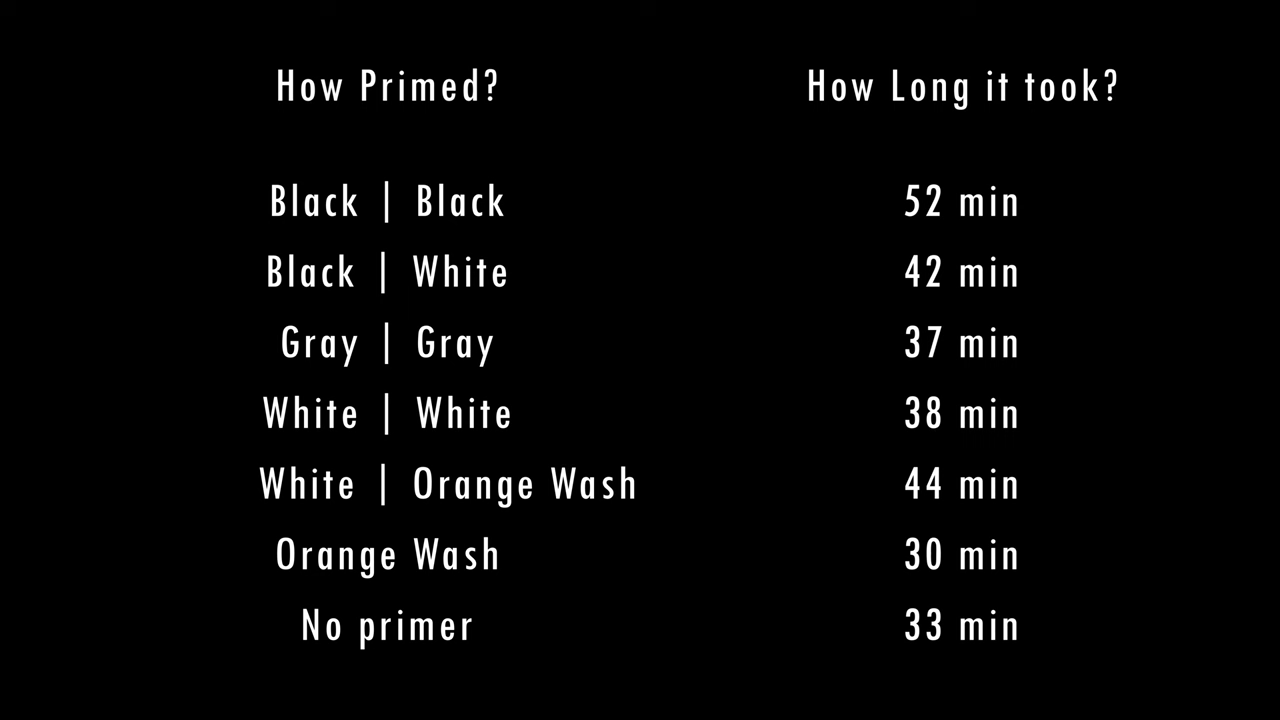 How Primed? How Long it took?
Black | Black 52 min
Black | White 42 min
Gray | Gray 37 min
White | White 38 min
White | Orange Wash 44 min
Orange Wash 30 min
No primer 33 min